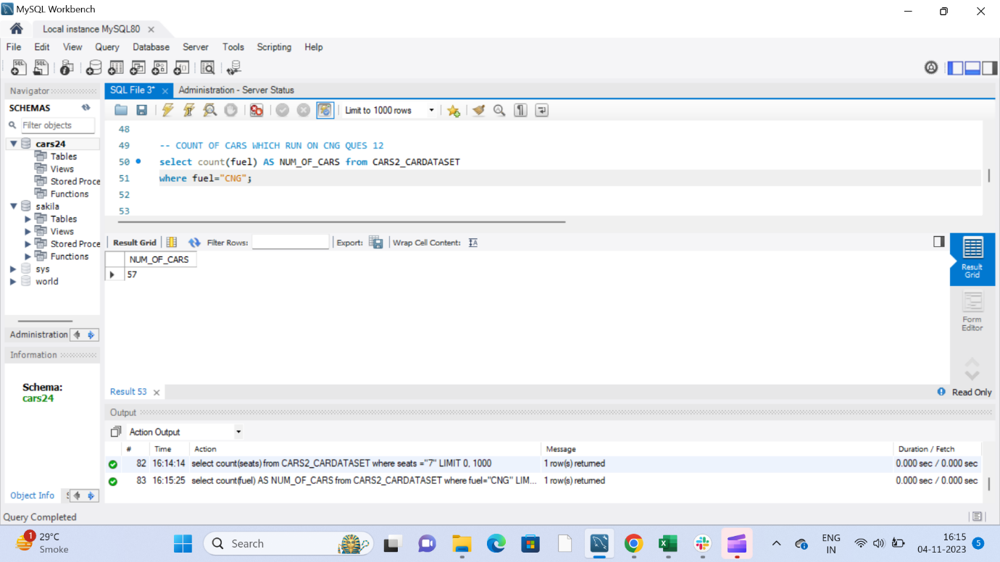 MySQL Workbench
Local instance MySQL80
File Edit View Query Database Server Tools Scripting Help
Navigator
SQL File 3* Administration - Server Status
SCHEMAS
Limit to 1000 rows
Filter objects
cars24
Tables
Views
Stored Proce
Functions
sakila
Tables
Views
Stored Proce
Functions
sys
world
48
49 -- COUNT OF CARS WHICH RUN ON CNG QUES 12
50 select count(fuel) AS NUM_OF_CARS from CARS2_CARDATASET
51 where fuel="CNG";
52
53
Result Grid Filter Rows: Export: Wrap Cell Content:
NUM_OF_CARS
57
Result
Grid
Form
Editor
Administration
Information
Schema:
cars24
Result 53 Read Only
Output
Action Output
# Time Action Message Duration / Fetch
82 16:14:14 select count(seats) from CARS2_CARDATASET where seats ="7" LIMIT 0, 1000 1 row(s) returned 0.000 sec / 0.000 sec
83 16:15:25 select count(fuel) AS NUM_OF_CARS from CARS2_CARDATASET where fuel="CNG" LIM... 1 row(s) returned 0.000 sec / 0.000 sec
Object Info
Query Completed
1
29°C
Smoke
Search
ENG
IN
16:15
04-11-2023
5